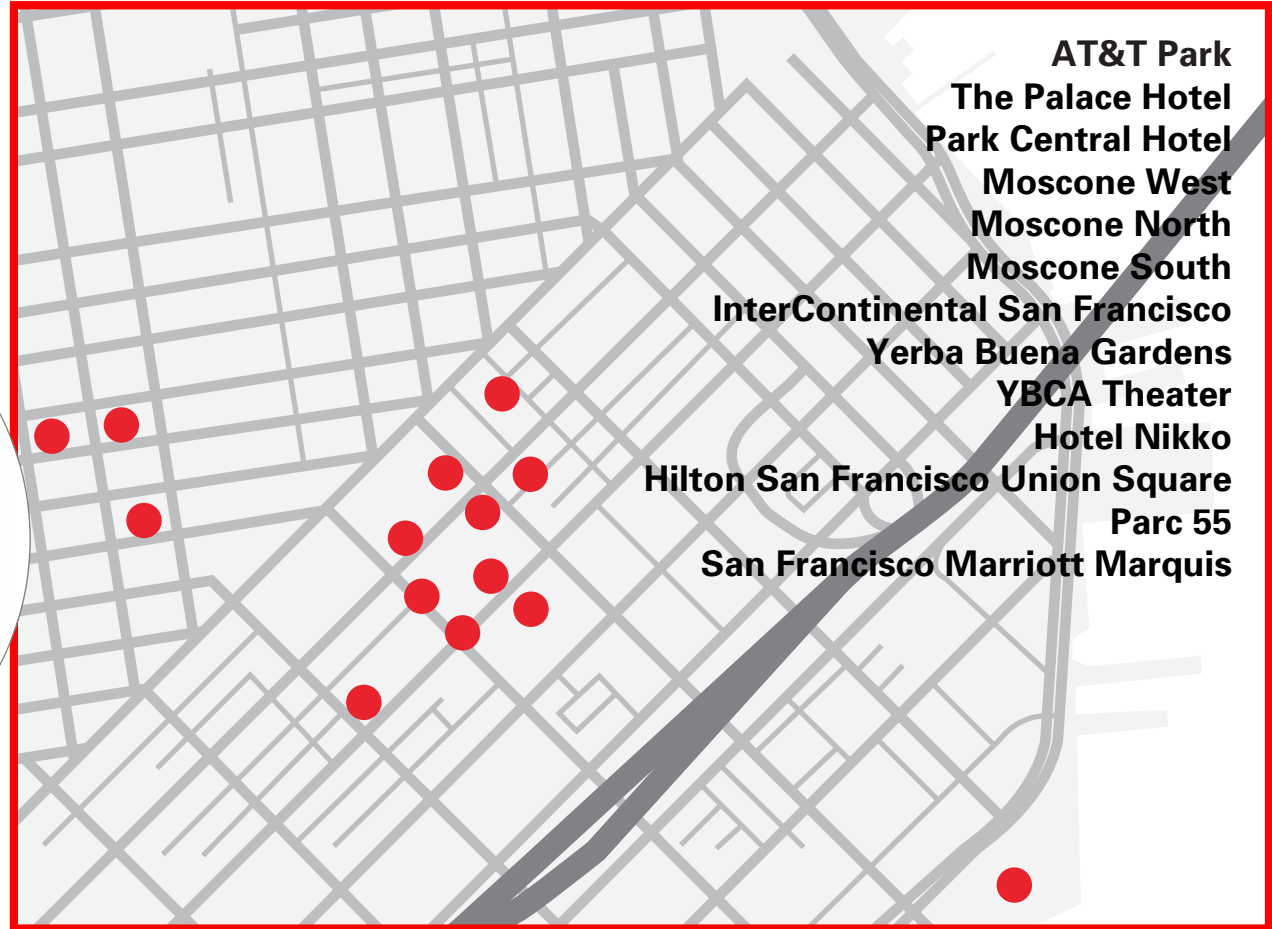 AT&T Park
The Palace Hotel
Park Central Hotel
Moscone West
Moscone North
Moscone South
InterContinental San Francisco
Yerba Buena Gardens
YBCA Theater
Hotel Nikko
Hilton San Francisco Union Square
Parc 55
San Francisco Marriott Marquis